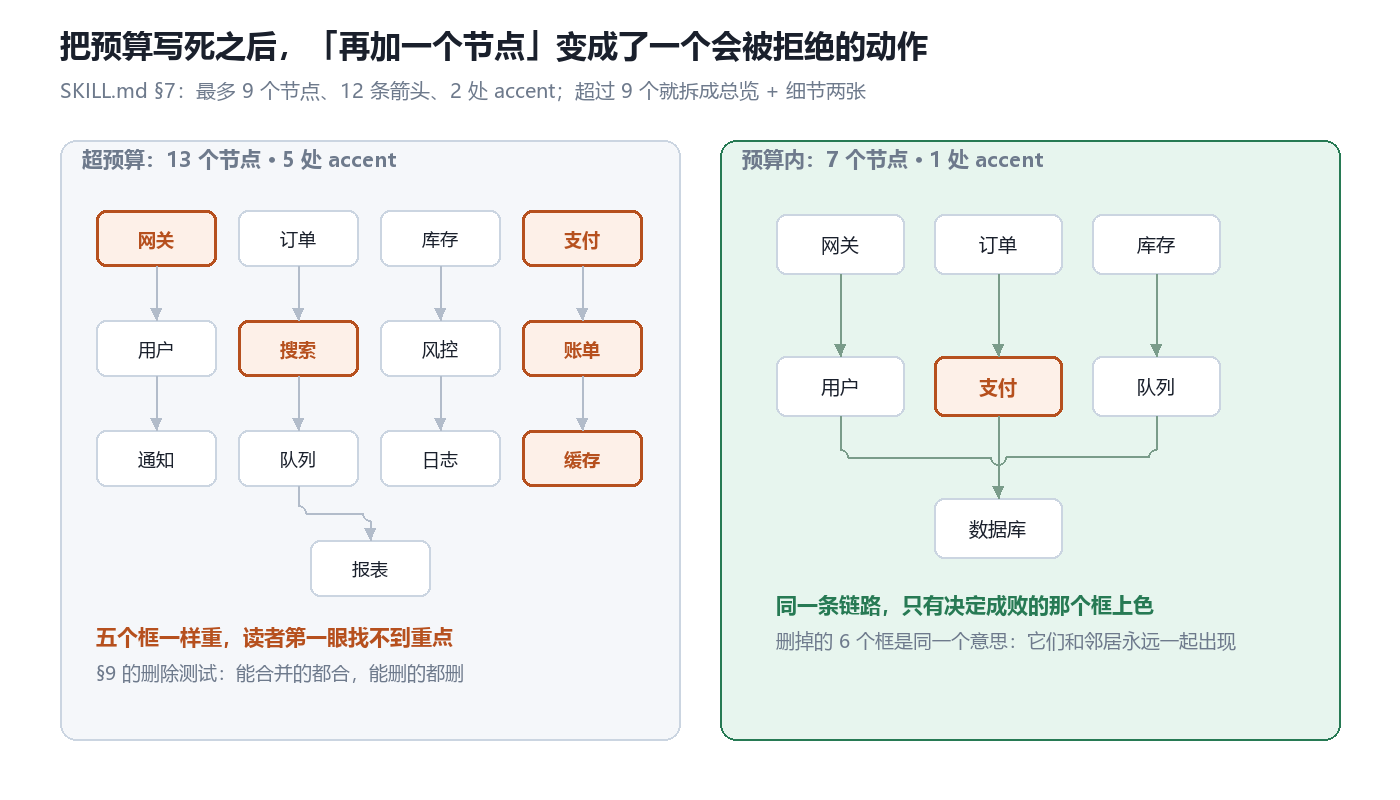 把预算写死之后，「再加一个节点」变成了一个会被拒绝的动作
SKILL.md §7：最多 9 个节点、12 条箭头、2 处 accent；超过 9 个就拆成总览 + 细节两张
超预算：13 个节点 • 5 处 accent
网关
订单
库存
支付
用户
搜索
风控
账单
通知
队列
日志
缓存
报表
五个框一样重，读者第一眼找不到重点
§9 的删除测试：能合并的都合，能删的都删
预算内：7 个节点 • 1 处 accent
网关
订单
库存
用户
支付
队列
数据库
同一条链路，只有决定成败的那个框上色
删掉的 6 个框是同一个意思：它们和邻居永远一起出现